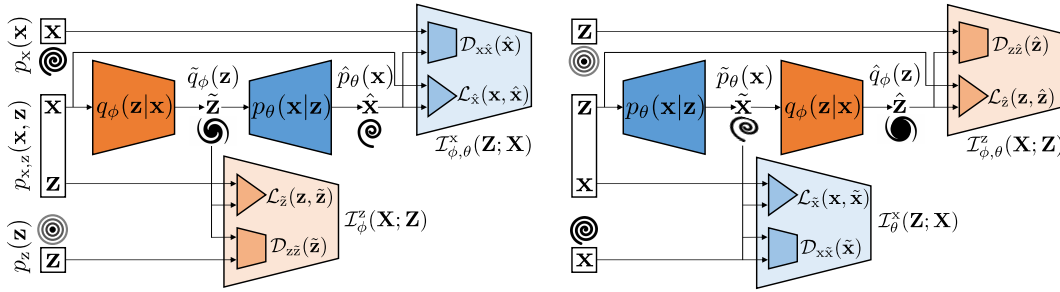 p_x(x)
x
D_{xx̂}(x̂)
q̃_ϕ(z)
p̂_θ(x)
p_{x,z}(x, z)
x
q_ϕ(z|x)
z̃
p_θ(x|z)
x̂
L_{x̂}(x, x̂)
I^x_{ϕ,θ}(Z; X)
z
L_{z̃}(z, z̃)
I^z_ϕ(X; Z)
p_z(z)
D_{zz̃}(z̃)
z
z
D_{zẑ}(ẑ)
p̃_θ(x)
q̂_ϕ(z)
z
p_θ(x|z)
x̃
q_ϕ(z|x)
ẑ
L_{ẑ}(z, ẑ)
I^z_{ϕ,θ}(X; Z)
x
L_{x̃}(x, x̃)
I^x_θ(Z; X)
D_{xx̃}(x̃)
x